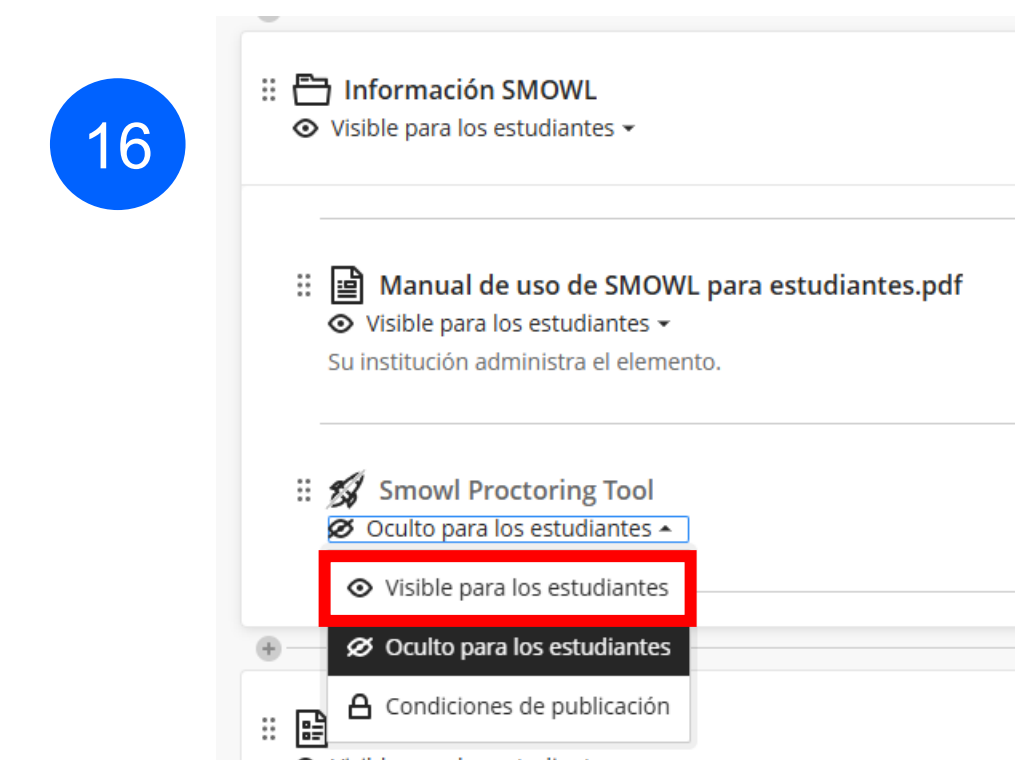 16
Información SMOWL
Visible para los estudiantes
Manual de uso de SMOWL para estudiantes.pdf
Visible para los estudiantes
Su institución administra el elemento.
Smowl Proctoring Tool
Oculto para los estudiantes
Visible para los estudiantes
Oculto para los estudiantes
Condiciones de publicación